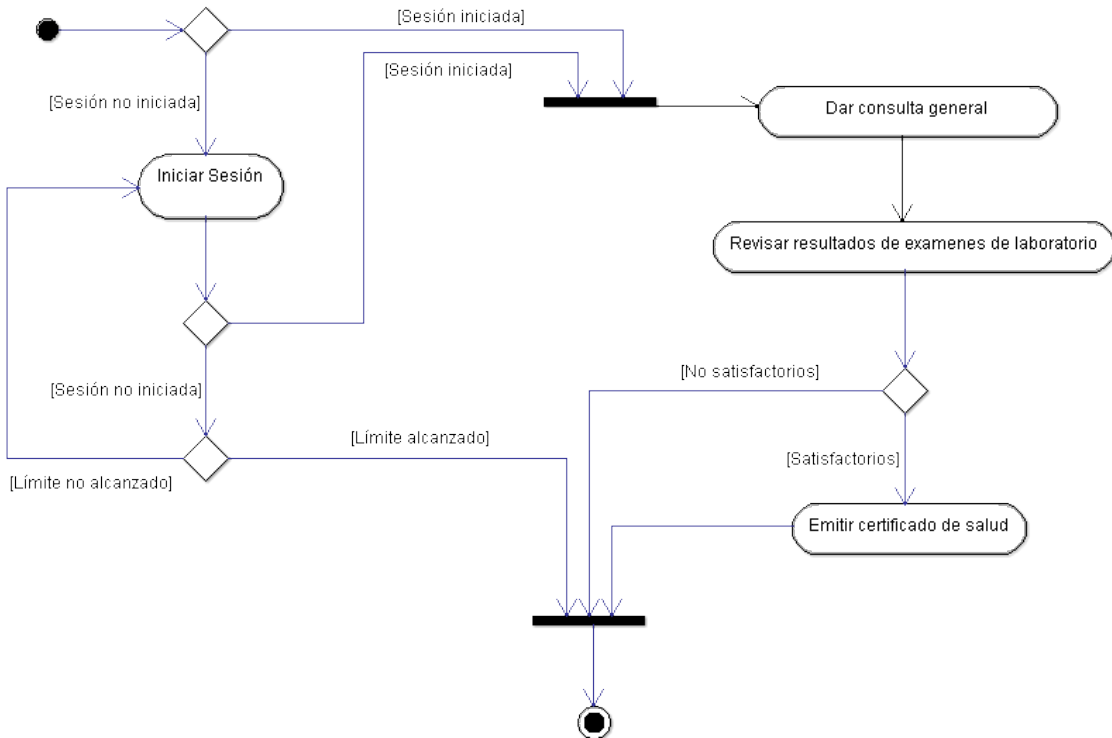 [Sesión iniciada]
[Sesión iniciada]
[Sesión no iniciada]
Dar consulta general
Iniciar Sesión
Revisar resultados de examenes de laboratorio
[No satisfactorios]
[Sesión no iniciada]
[Límite alcanzado]
[Satisfactorios]
[Límite no alcanzado]
Emitir certificado de salud